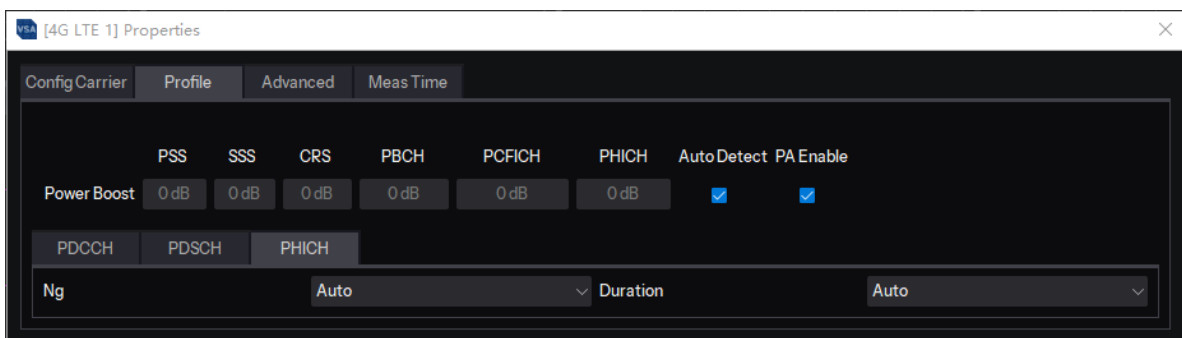 VSA [4G LTE 1] Properties
Config Carrier Profile Advanced Meas Time
PSS SSS CRS PBCH PCFICH PHICH Auto Detect PA Enable
Power Boost 0 dB 0 dB 0 dB 0 dB 0 dB 0 dB
PDCCH PDSCH PHICH
Ng Auto Duration Auto